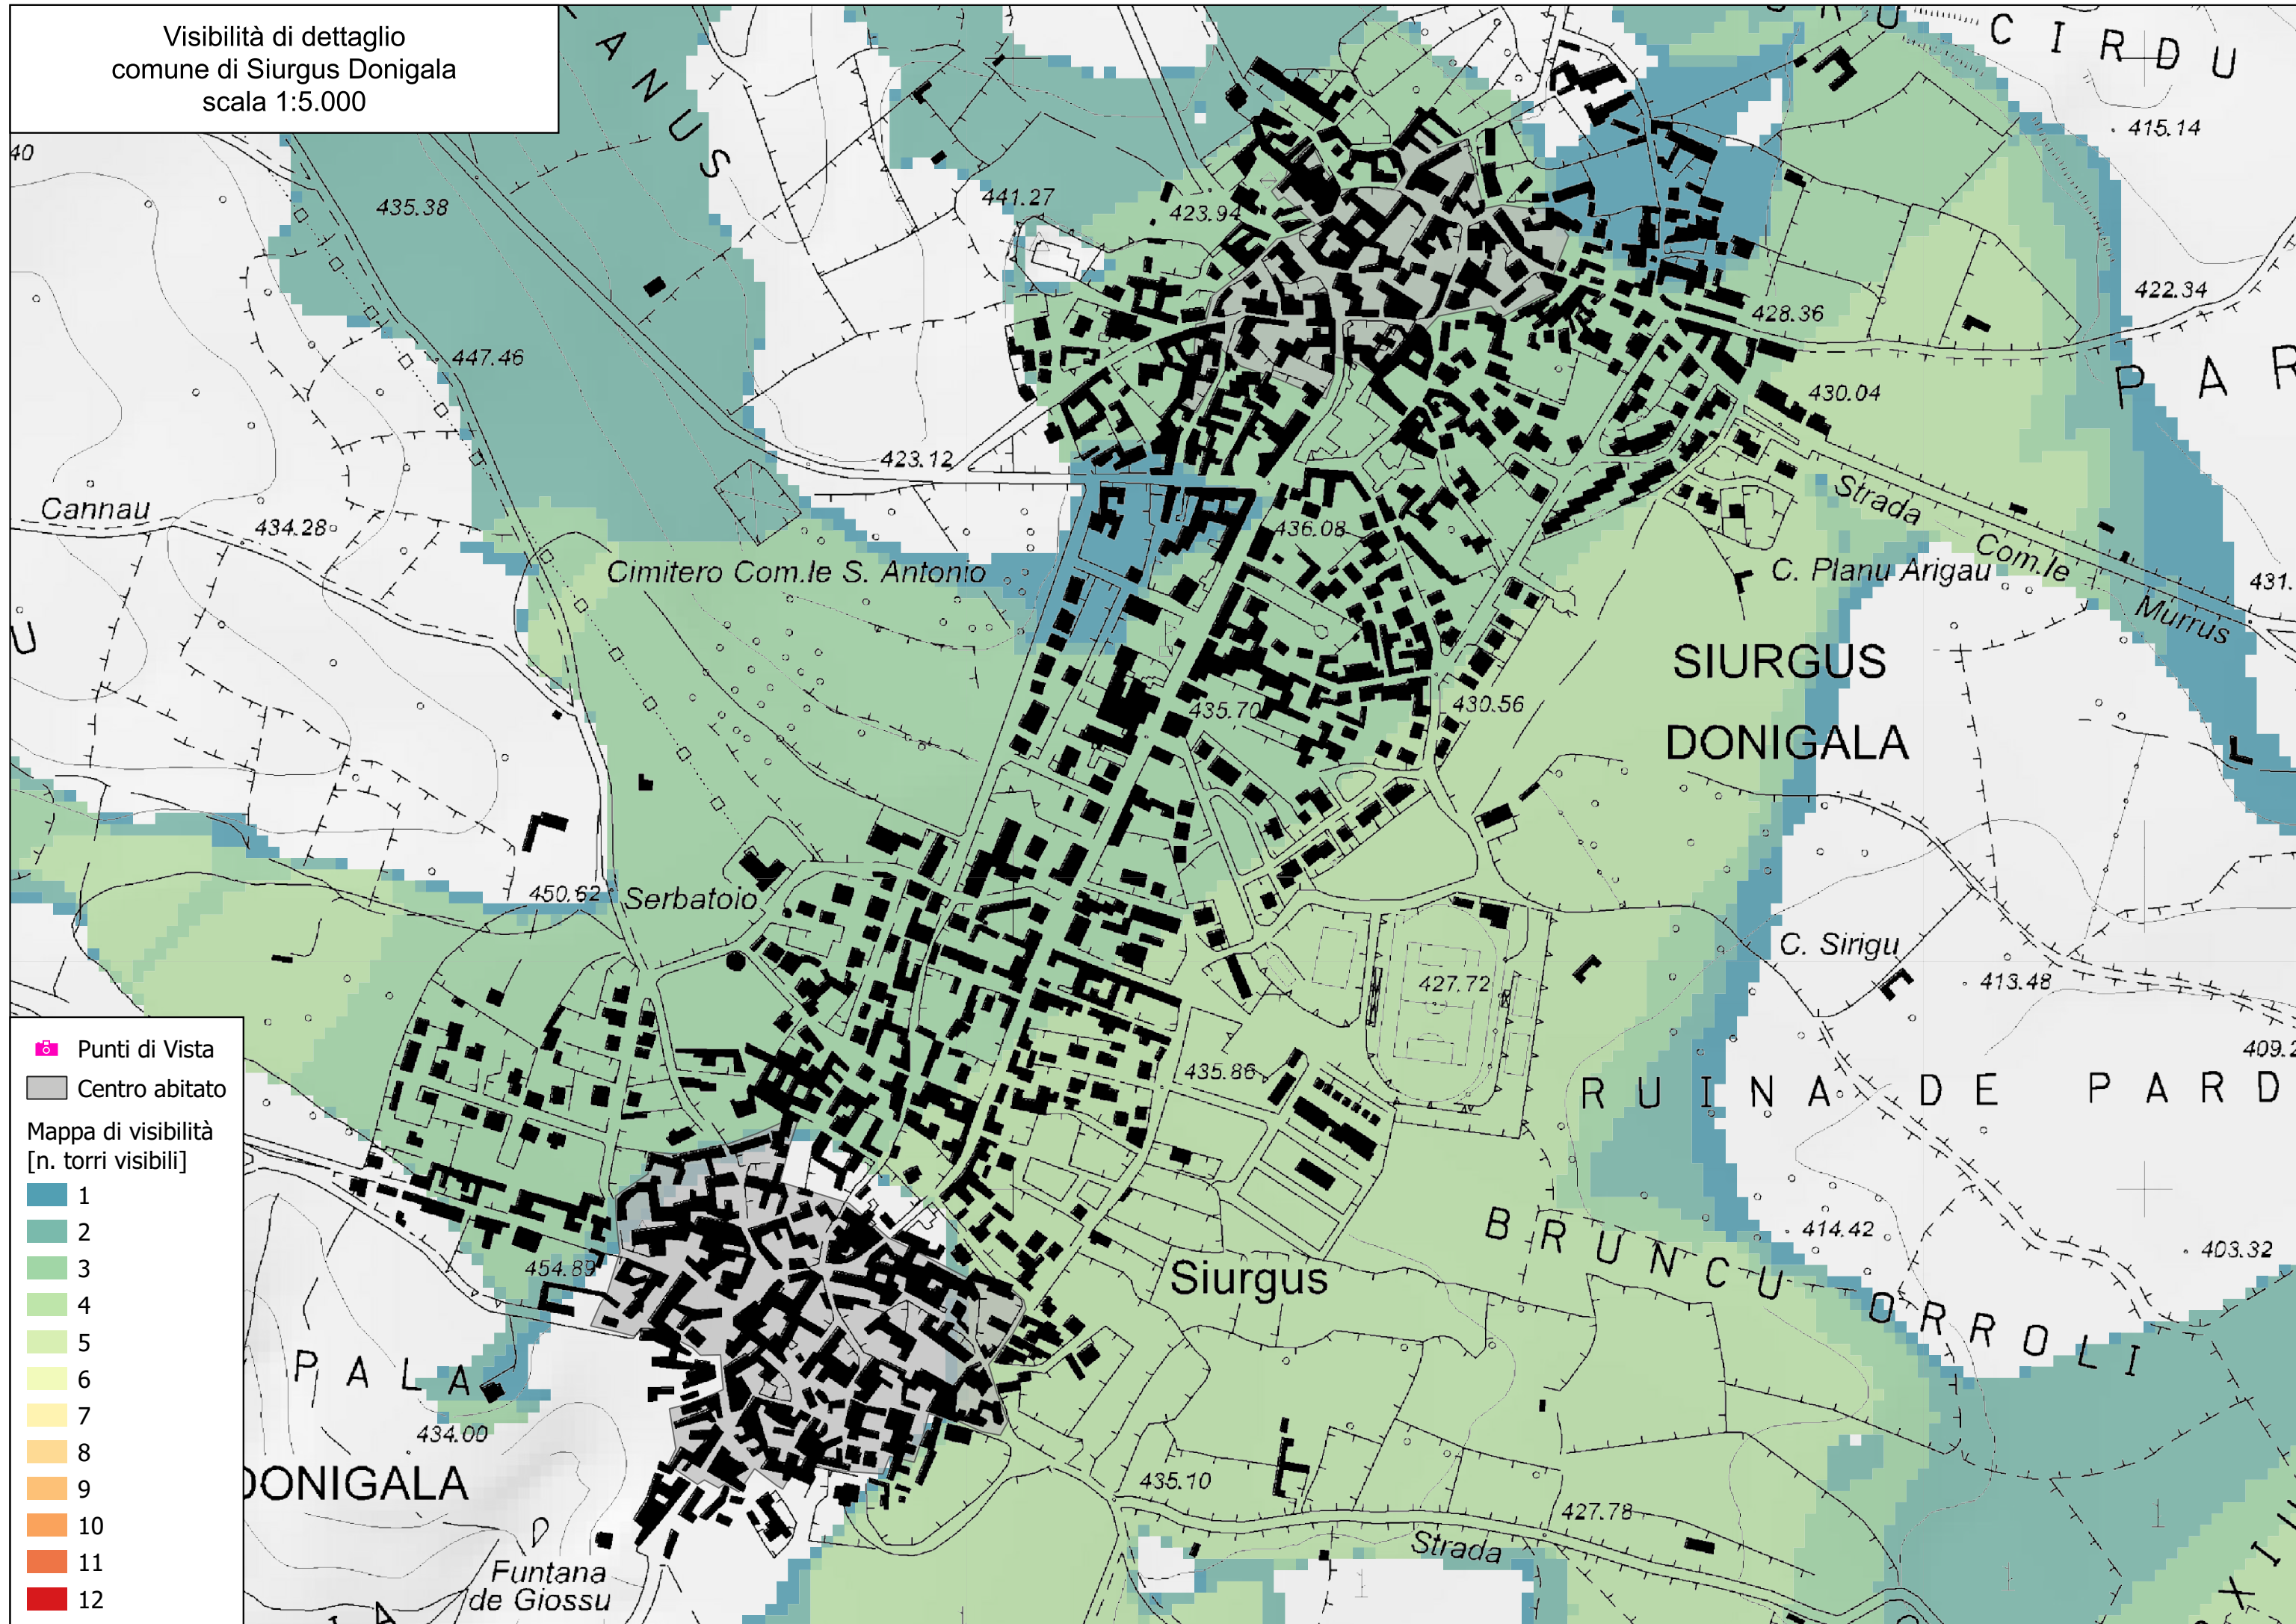 Visibilità di dettaglio
comune di Siurgus Donigala
scala 1:5.000
ANUS
CIRDU
415.14
40
435.38
441.27
423.94
422.34
428.36
447.46
PAR
430.04
423.12
Cannau
434.28
Strada
436.08
Com.le
Cimitero Com.le S. Antonio
C. Planu Arigau
431.
Murrus
U
SIURGUS
DONIGALA
435.70
430.56
450.62
Serbatoio
C. Sirigu
427.72
413.48
409.2
435.86
RUINA DE PARD
BRUNCU ORROLI
414.42
403.32
Siurgus
454.89
PALA
434.00
DONIGALA
435.10
427.78
Strada
Funtana
de Giossu
Punti di Vista
Centro abitato
Mappa di visibilità
[n. torri visibili]
1
2
3
4
5
6
7
8
9
10
11
12